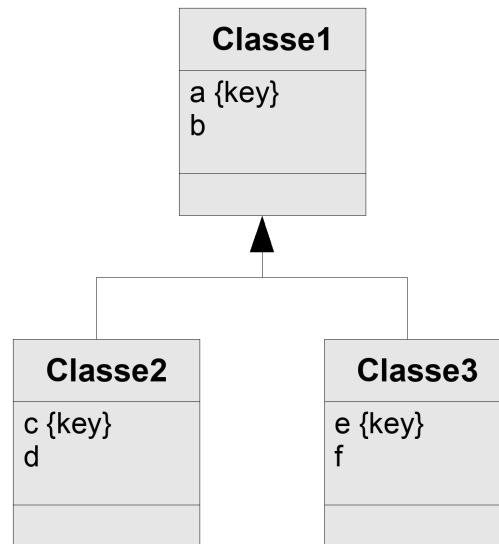 Classe1
a {key}
b
Classe2
c {key}
d
Classe3
e {key}
f